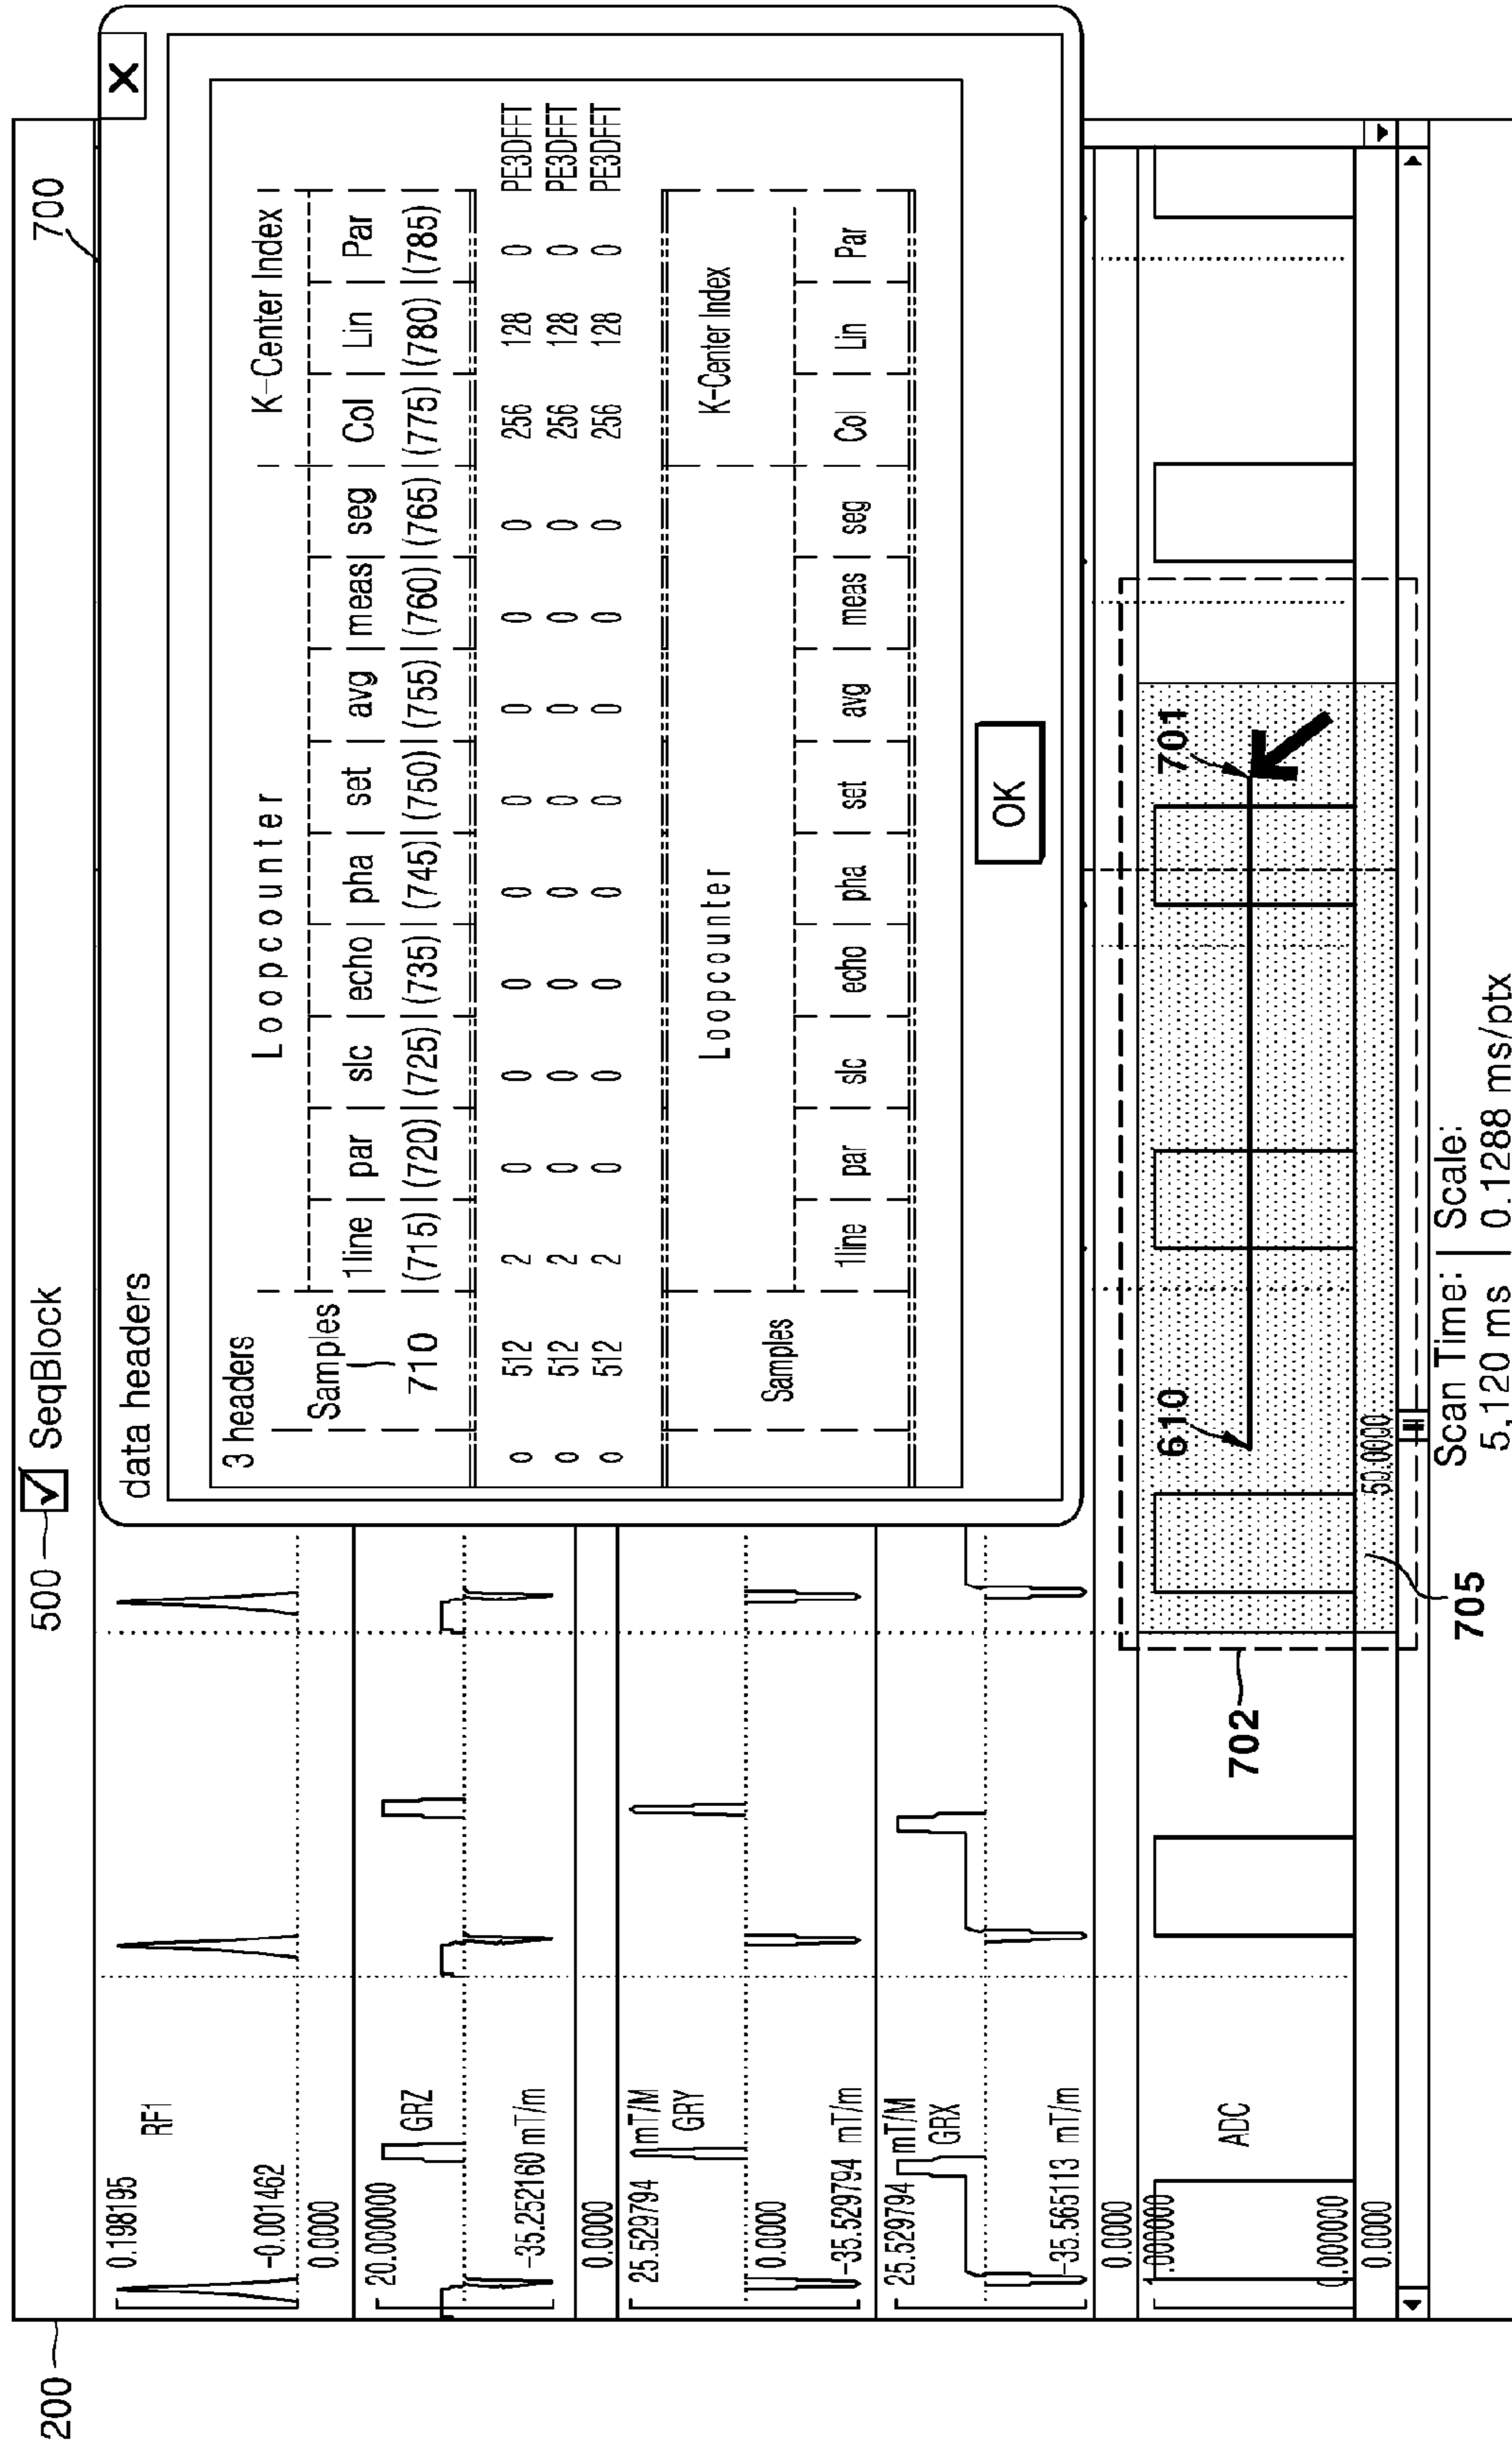 200
500 SeqBlock
700
X
data headers
3 headers
Samples Loopcounter K-Center Index
1line | par | slc | echo | pha | set | avg | meas | seg | Col | Lin | Par
710 (715) | (720) | (725) | (735) | (745) | (750) | (755) | (760) | (765) | (775) | (780) | (785)
0 512 2 0 0 0 0 0 0 0 0 256 128 0 PE3DFFT
0 512 2 0 0 0 0 0 0 0 0 256 128 0 PE3DFFT
0 512 2 0 0 0 0 0 0 0 0 256 128 0 PE3DFFT
Samples Loopcounter K-Center Index
1line | par | slc | echo | pha | set | avg | meas | seg | Col | Lin | Par
OK
0.198195
RF1
-0.001462
0.0000
20.000000
GRZ
-35.252160 mT/m
0.0000
25.529794 mT/M
GRY
0.0000
-35.529794 mT/m
25.529794 mT/M
GRX
-35.565113 mT/m
0.0000
.000000
ADC
0.000000
0.0000
702
610
701
50.0000
705
Scan Time: | Scale:
5,120 ms | 0.1288 ms/ptx